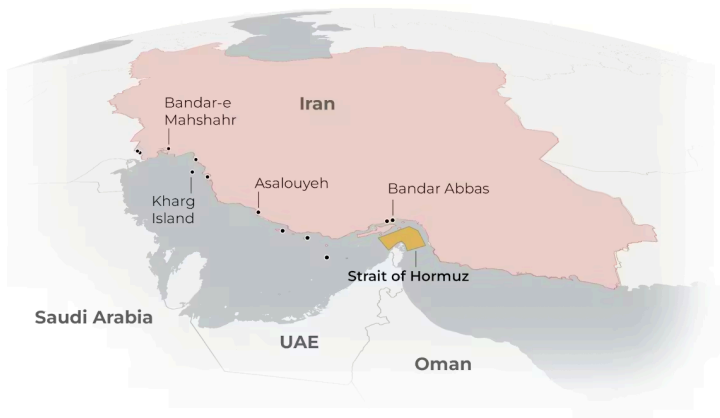 Bandar-e
Mahshahr
Iran
Kharg
Island
Asalouyeh
Bandar Abbas
Strait of Hormuz
Saudi Arabia
UAE
Oman